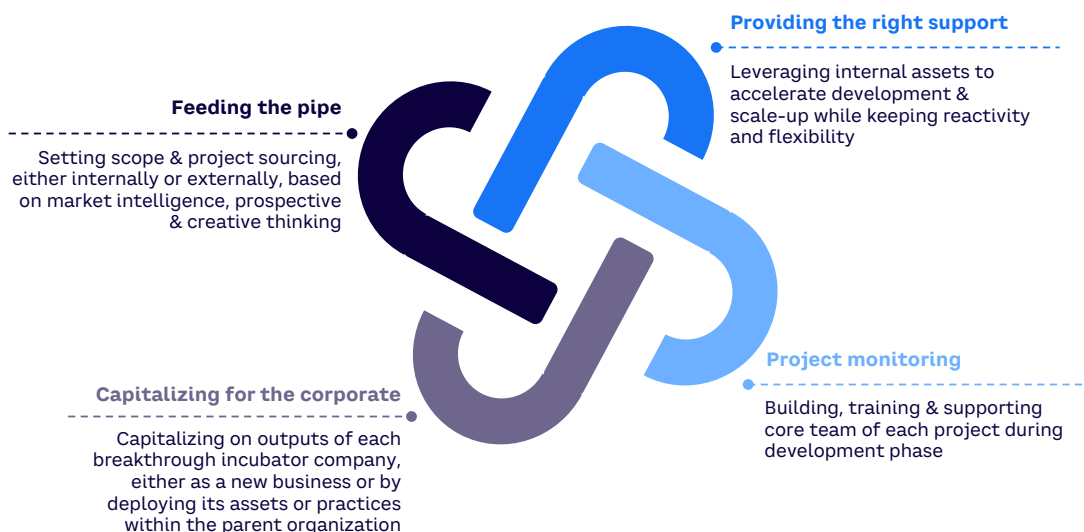 Feeding the pipe
Setting scope & project sourcing,
either internally or externally, based
on market intelligence, prospective
& creative thinking
Providing the right support
Leveraging internal assets to
accelerate development &
scale-up while keeping reactivity
and flexibility
Project monitoring
Building, training & supporting
core team of each project during
development phase
Capitalizing for the corporate
Capitalizing on outputs of each
breakthrough incubator company,
either as a new business or by
deploying its assets or practices
within the parent organization